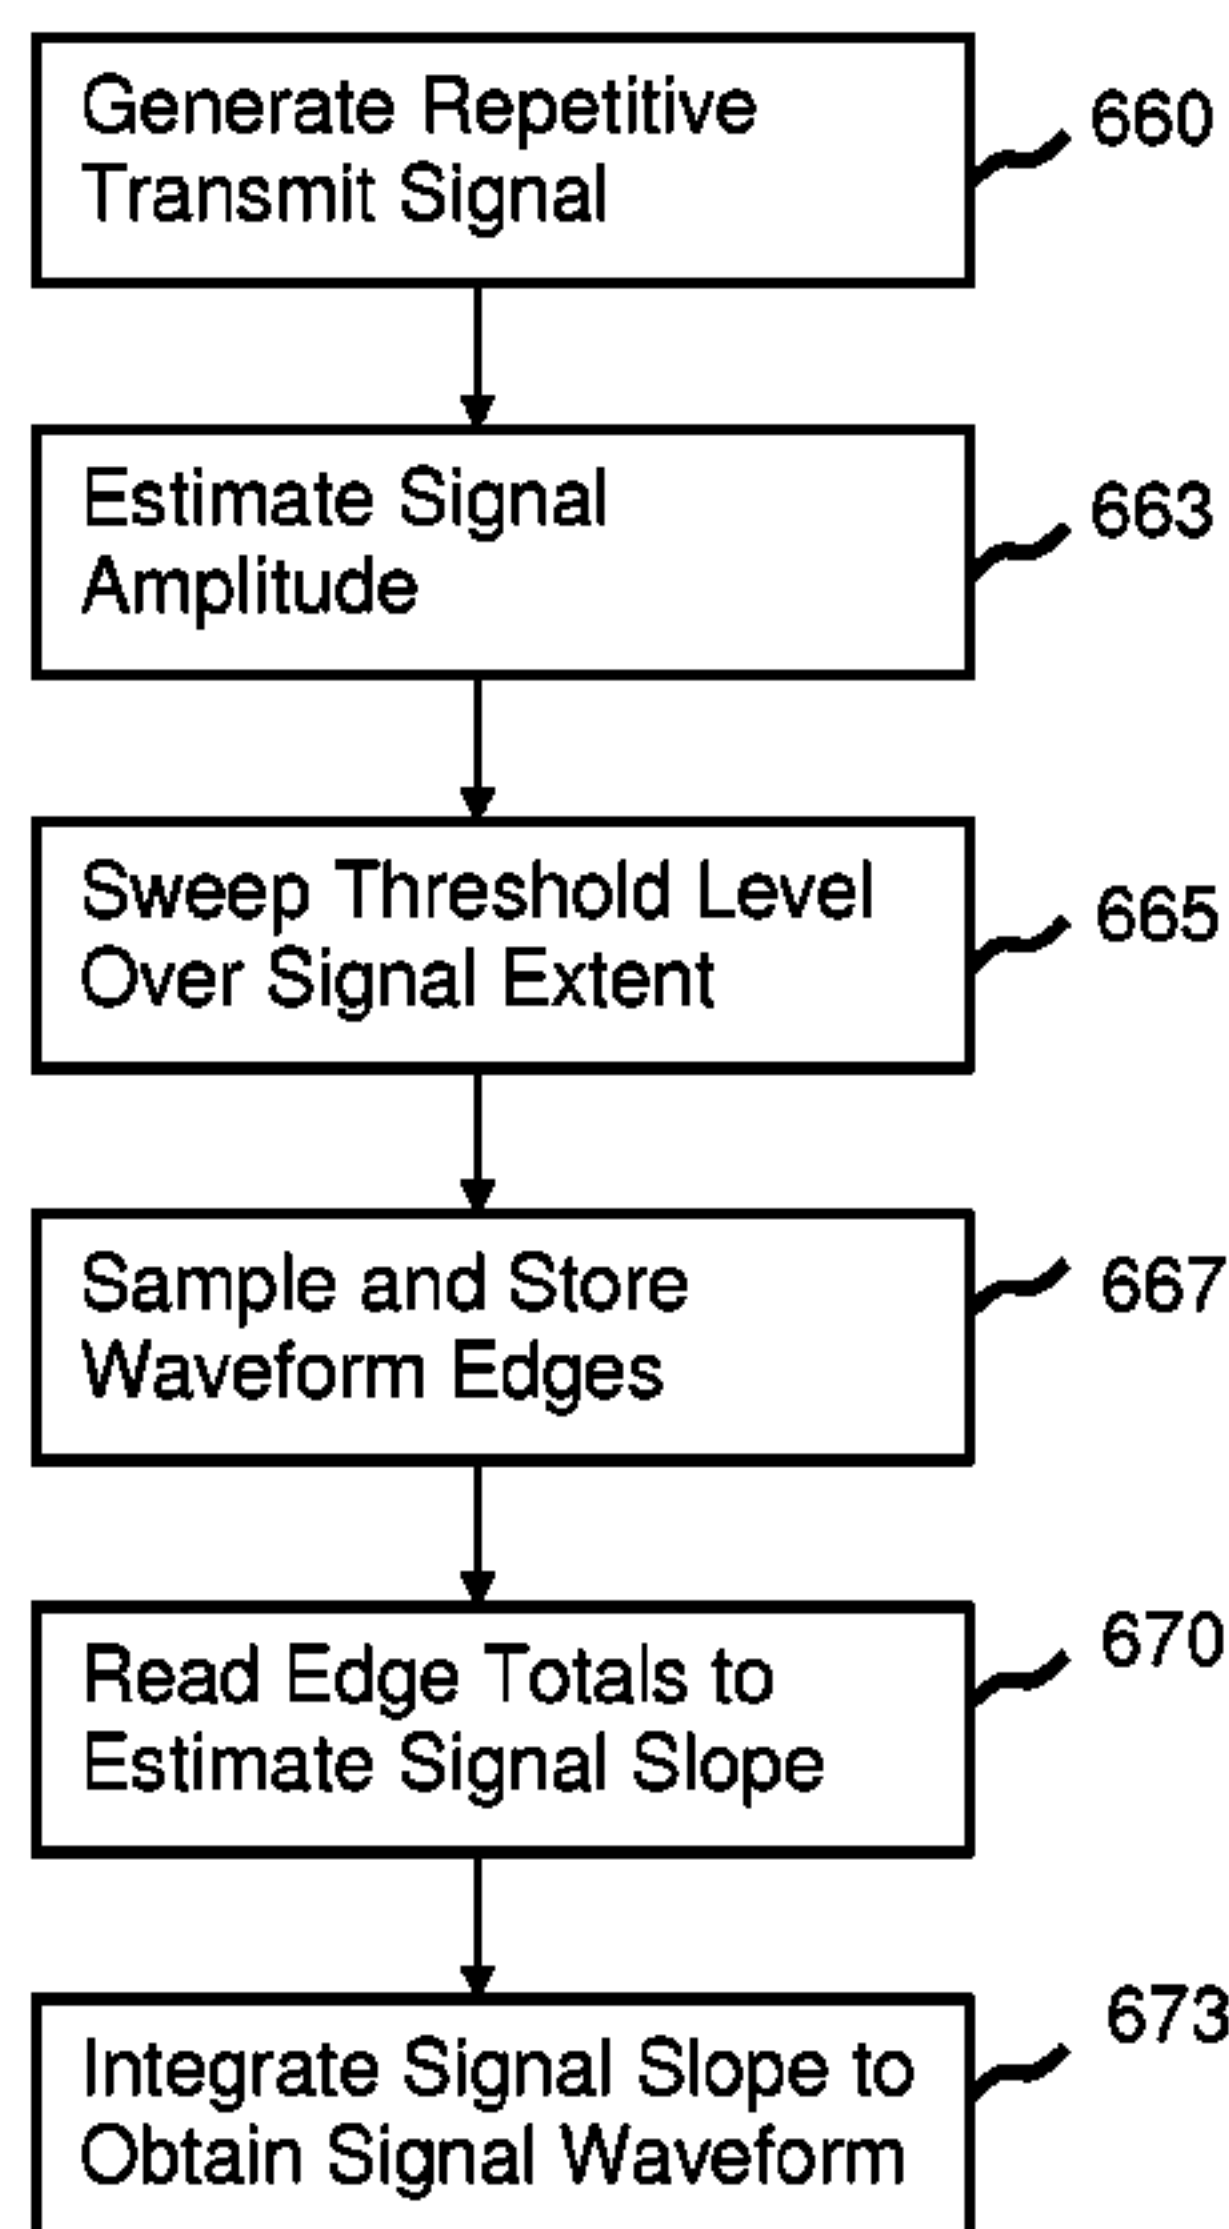 Generate Repetitive
Transmit Signal
660
Estimate Signal
Amplitude
663
Sweep Threshold Level
Over Signal Extent
665
Sample and Store
Waveform Edges
667
Read Edge Totals to
Estimate Signal Slope
670
Integrate Signal Slope to
Obtain Signal Waveform
673